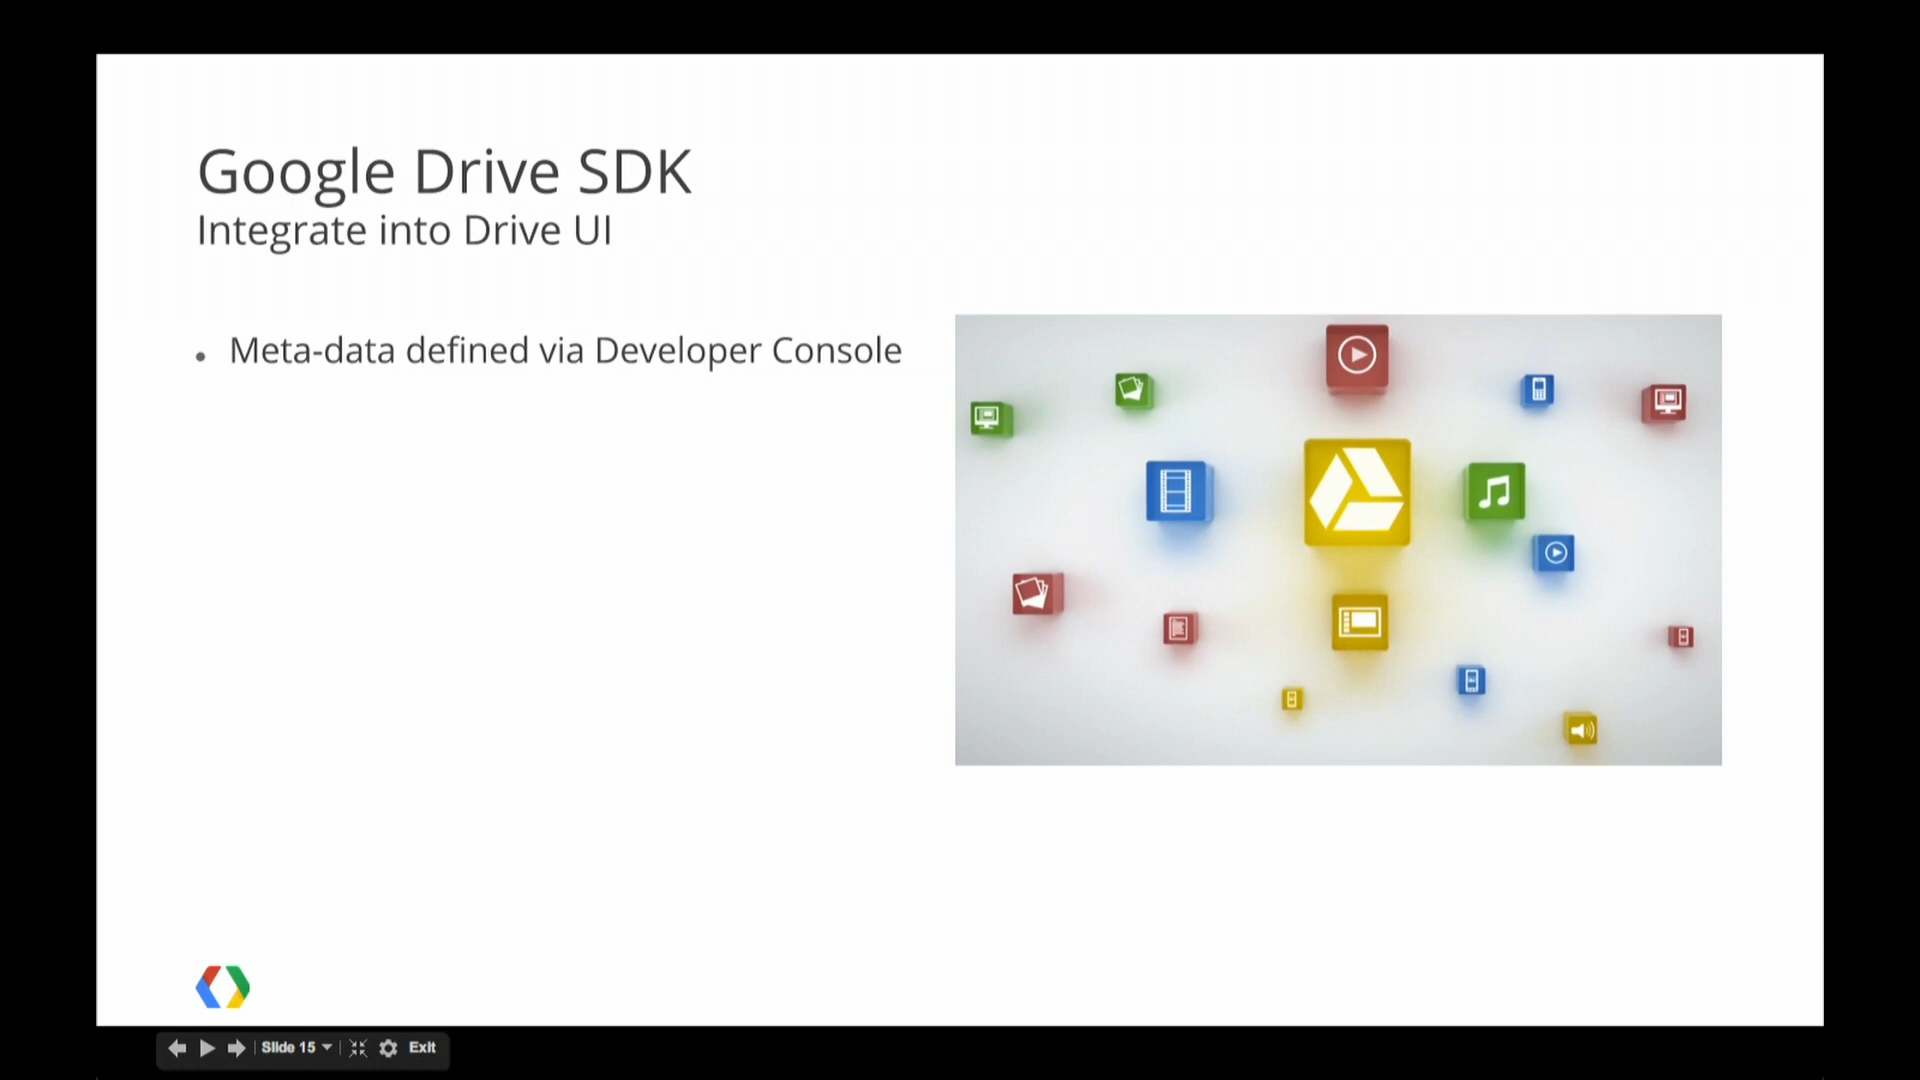 Google Drive SDK
Integrate into Drive UI
• Meta-data defined via Developer Console
Slide 15
Exit